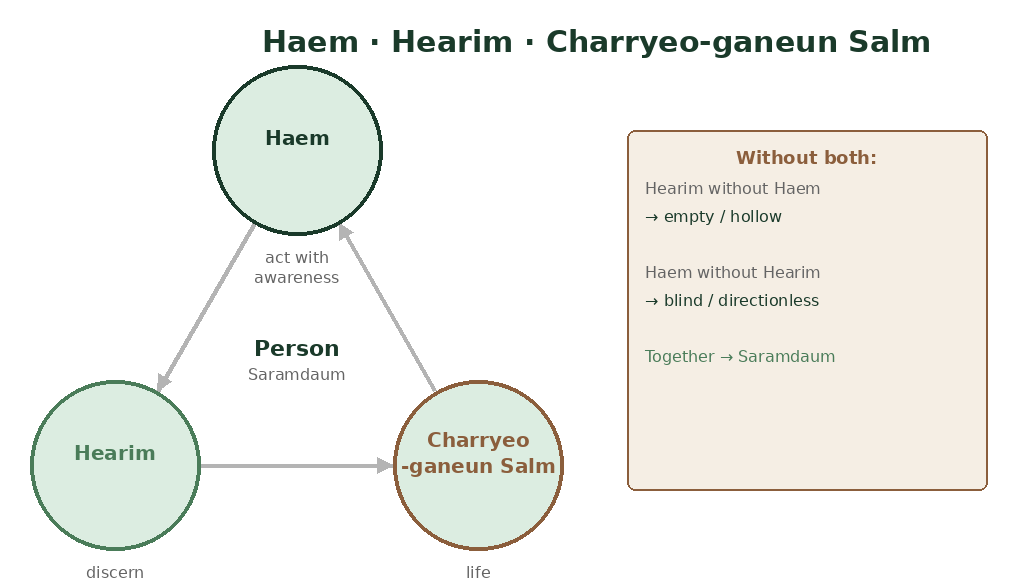 Haem · Hearim · Charryeo-ganeun Salm
Haem
act with
awareness
Person
Saramdaum
Hearim
discern
Charryeo
-ganeun Salm
life
Without both:
Hearim without Haem
→ empty / hollow
Haem without Hearim
→ blind / directionless
Together → Saramdaum